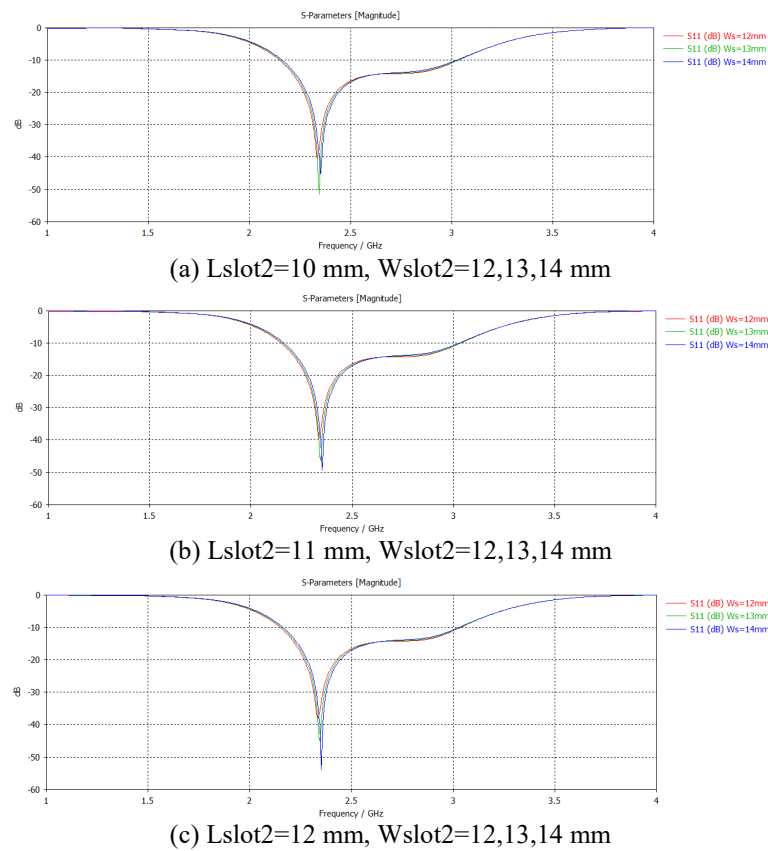 S-Parameters [Magnitude]
0
-10
-20
-30
-40
-50
-60
dB
1
1.5
2
2.5
3
3.5
4
Frequency / GHz
S11 (dB) Ws=12mm
S11 (dB) Ws=13mm
S11 (dB) Ws=14mm
(a) Lslot2=10 mm, Wslot2=12,13,14 mm
S-Parameters [Magnitude]
0
-10
-20
-30
-40
-50
-60
dB
1
1.5
2
2.5
3
3.5
4
Frequency / GHz
S11 (dB) Ws=12mm
S11 (dB) Ws=13mm
S11 (dB) Ws=14mm
(b) Lslot2=11 mm, Wslot2=12,13,14 mm
S-Parameters [Magnitude]
0
-10
-20
-30
-40
-50
-60
dB
1
1.5
2
2.5
3
3.5
4
Frequency / GHz
S11 (dB) Ws=12mm
S11 (dB) Ws=13mm
S11 (dB) Ws=14mm
(c) Lslot2=12 mm, Wslot2=12,13,14 mm